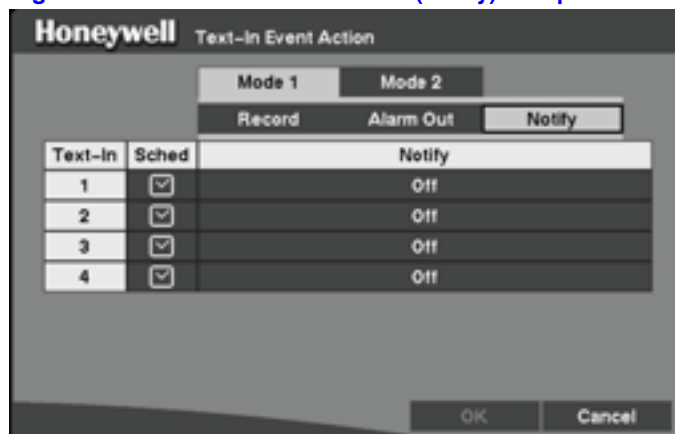 Honeywell Text-In Event Action
Mode 1 Mode 2
Record Alarm Out Notify
Text-In Sched Notify
1 Off
2 Off
3 Off
4 Off
OK Cancel